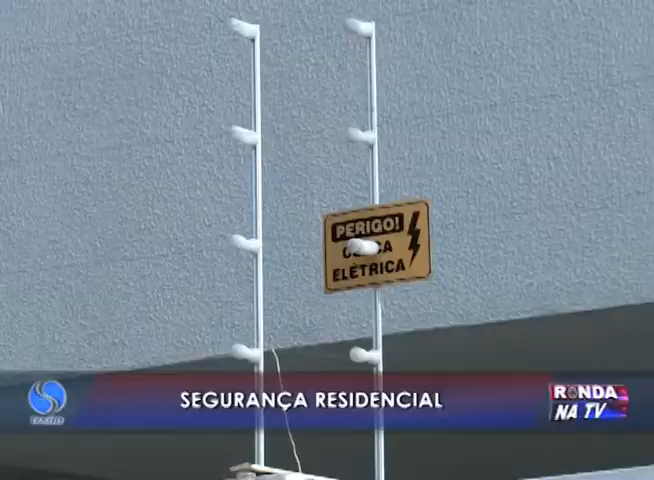 PERIGO!
ELÉTRICA
SEGURANÇA RESIDENCIAL
RONDA
NA TV